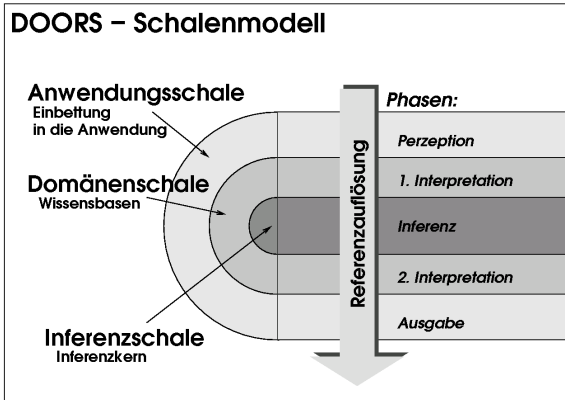 DOORS – Schalenmodell
Anwendungsschale
Einbettung
in die Anwendung
Domänenschale
Wissensbasen
Inferenzschale
Inferenzkern
Referenzauflösung
Phasen:
Perzeption
1. Interpretation
Inferenz
2. Interpretation
Ausgabe